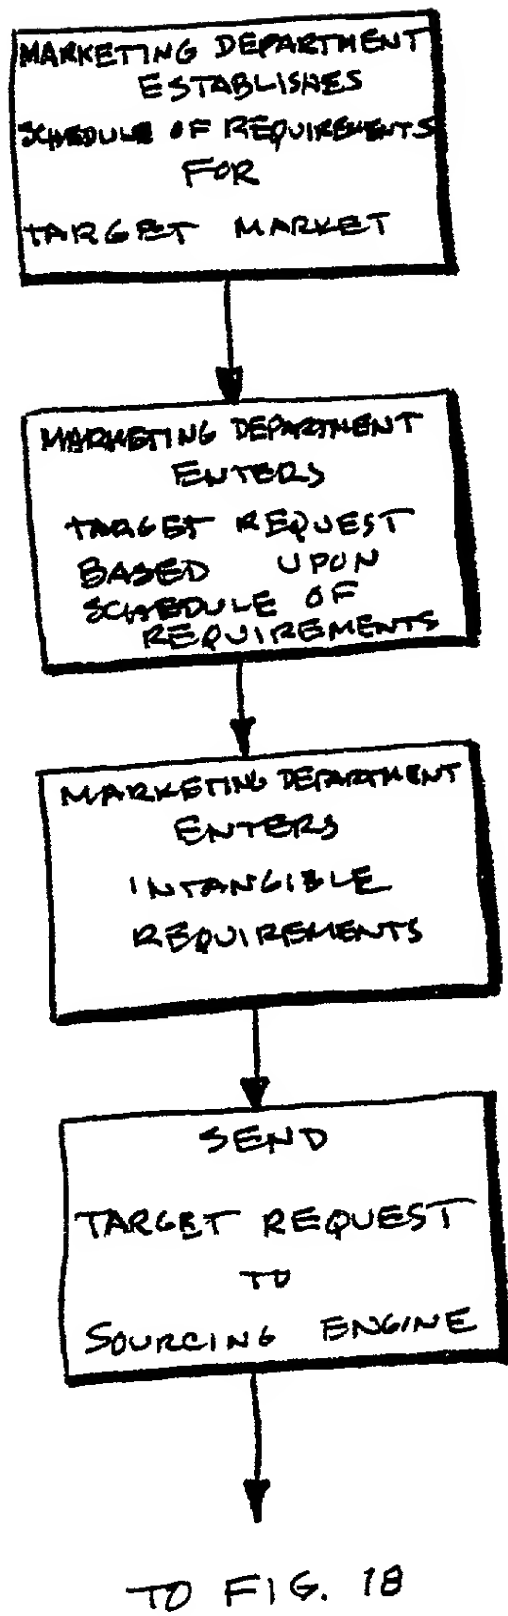 MARKETING DEPARTMENT
ESTABLISHES
SCHEDULE OF REQUIREMENTS
FOR
TARGET MARKET
MARKETING DEPARTMENT
ENTERS
TARGET REQUEST
BASED UPON
SCHEDULE OF
REQUIREMENTS
MARKETING DEPARTMENT
ENTERS
INTANGIBLE
REQUIREMENTS
SEND
TARGET REQUEST
TO
SOURCING ENGINE
TO FIG. 18